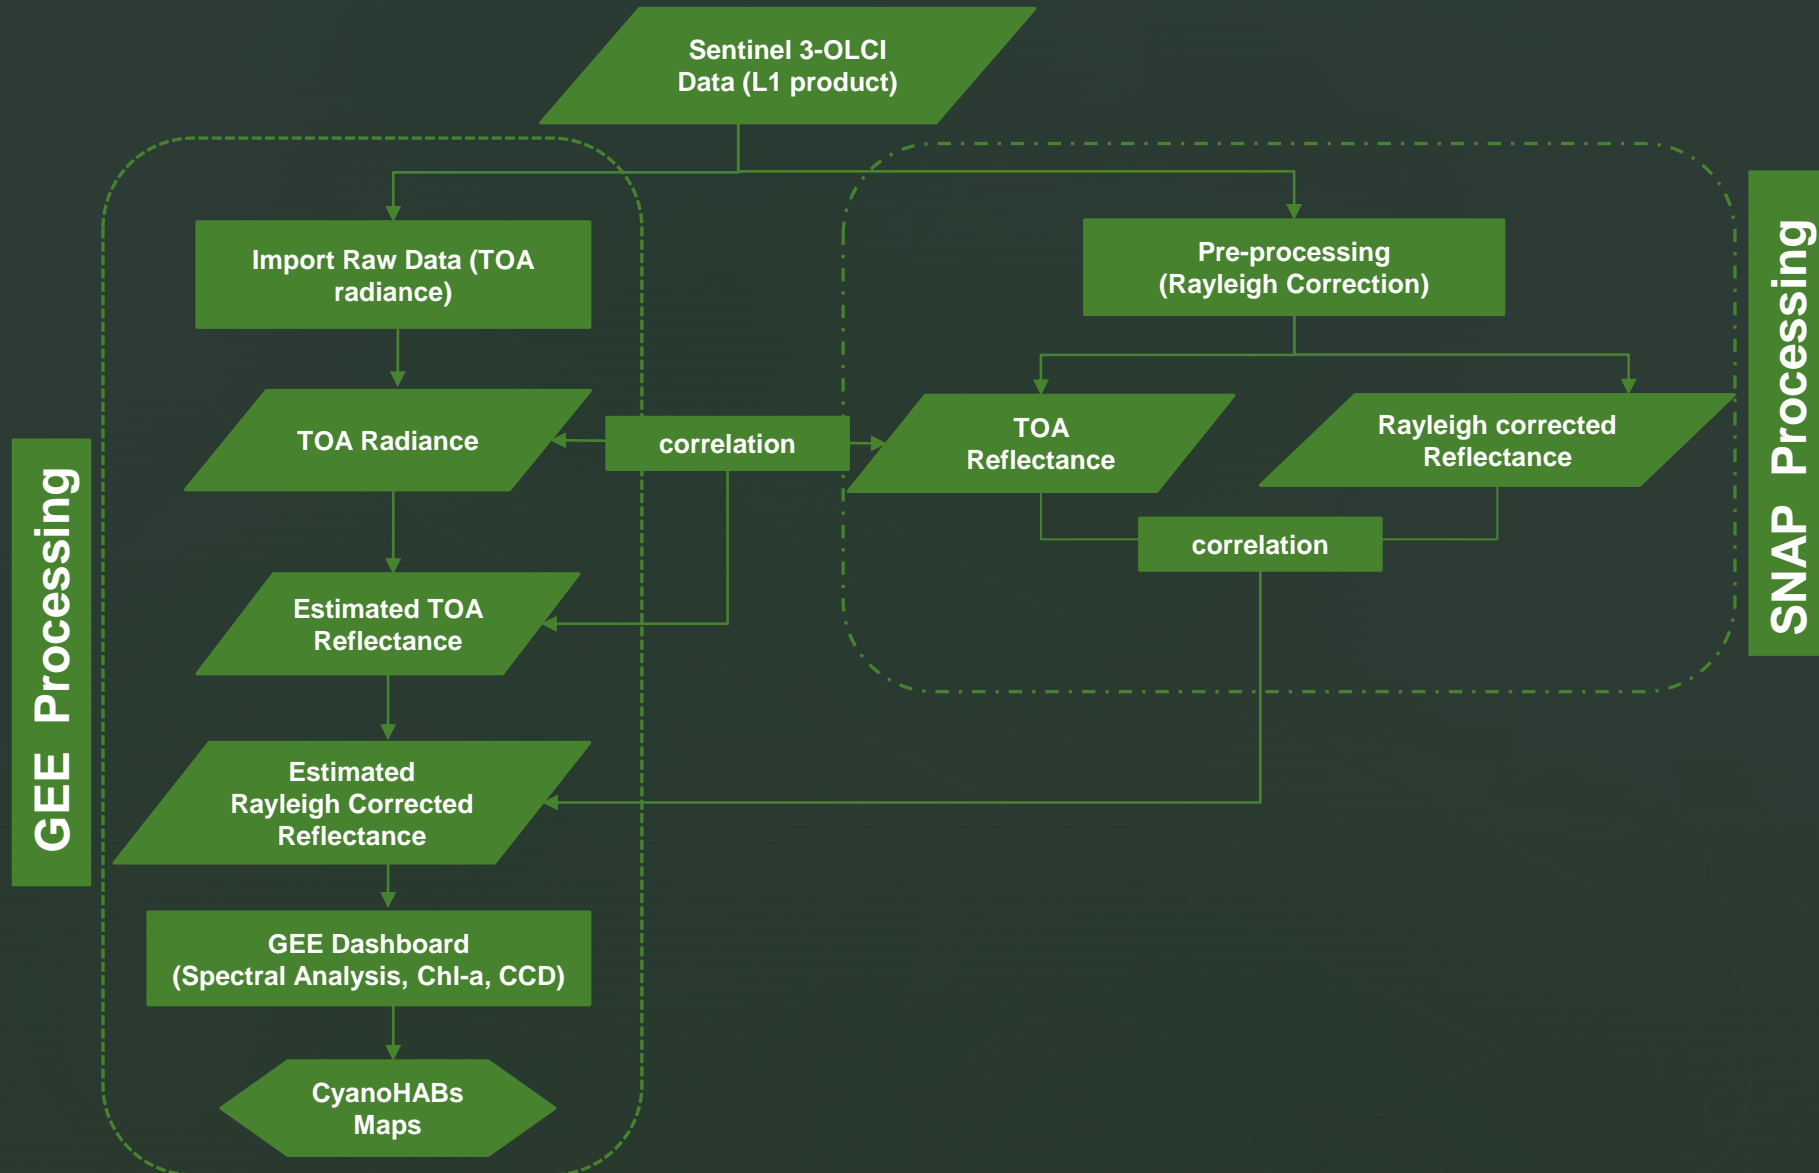 Sentinel 3-OLCI
Data (L1 product)
Import Raw Data (TOA
radiance)
Pre-processing
(Rayleigh Correction)
TOA Radiance
correlation
TOA
Reflectance
Rayleigh corrected
Reflectance
correlation
Estimated TOA
Reflectance
Estimated
Rayleigh Corrected
Reflectance
GEE Dashboard
(Spectral Analysis, Chl-a, CCD)
CyanoHABs
Maps
GEE Processing
SNAP Processing